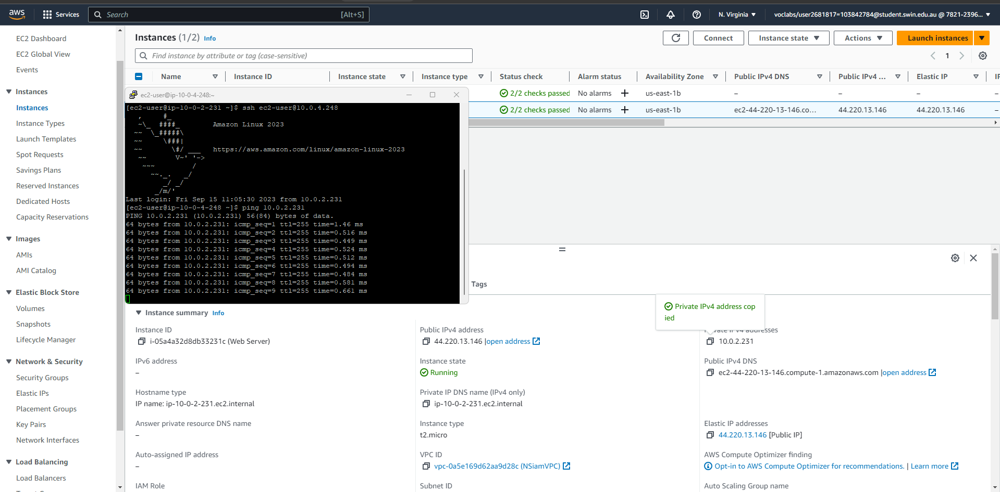 aws
Services
Search
[Alt+S]
N. Virginia
voclabs/user2681817=103842784@student.swin.edu.au @ 7821-2396...
EC2 Dashboard
EC2 Global View
Events
Instances
Instances
Instance Types
Launch Templates
Spot Requests
Savings Plans
Reserved Instances
Dedicated Hosts
Capacity Reservations
Images
AMIs
AMI Catalog
Elastic Block Store
Volumes
Snapshots
Lifecycle Manager
Network & Security
Security Groups
Elastic IPs
Placement Groups
Key Pairs
Network Interfaces
Load Balancing
Load Balancers
Instances (1/2) Info
Connect
Instance state
Actions
Launch instances
Find instance by attribute or tag (case-sensitive)
1
Name Instance ID Instance state Instance type Status check Alarm status Availability Zone Public IPv4 DNS Public IPv4 ... Elastic IP IP
2/2 checks passed No alarms + us-east-1b – – – –
2/2 checks passed No alarms + us-east-1b ec2-44-220-13-146.co... 44.220.13.146 44.220.13.146 –
ec2-user@ip-10-0-4-248:~
[ec2-user@ip-10-0-2-231 ~]$ ssh ec2-user@10.0.4.248
   ,     #_
   ~\_  ####_        Amazon Linux 2023
  ~~  \_#####\
  ~~     \###|
  ~~       \#/ ___   https://aws.amazon.com/linux/amazon-linux-2023
   ~~       V~' '->
    ~~~         /
      ~~._.   _/
         _/ _/
       _/m/'
Last login: Fri Sep 15 11:05:30 2023 from 10.0.2.231
[ec2-user@ip-10-0-4-248 ~]$ ping 10.0.2.231
PING 10.0.2.231 (10.0.2.231) 56(84) bytes of data.
64 bytes from 10.0.2.231: icmp_seq=1 ttl=255 time=1.46 ms
64 bytes from 10.0.2.231: icmp_seq=2 ttl=255 time=0.516 ms
64 bytes from 10.0.2.231: icmp_seq=3 ttl=255 time=0.449 ms
64 bytes from 10.0.2.231: icmp_seq=4 ttl=255 time=0.524 ms
64 bytes from 10.0.2.231: icmp_seq=5 ttl=255 time=0.512 ms
64 bytes from 10.0.2.231: icmp_seq=6 ttl=255 time=0.494 ms
64 bytes from 10.0.2.231: icmp_seq=7 ttl=255 time=0.484 ms
64 bytes from 10.0.2.231: icmp_seq=8 ttl=255 time=0.581 ms
64 bytes from 10.0.2.231: icmp_seq=9 ttl=255 time=0.661 ms
Tags
Private IPv4 address cop
ied
Instance summary Info
Instance ID
i-05a4a32d8db33231c (Web Server)
Public IPv4 address
44.220.13.146 |open address
Private IPv4 addresses
10.0.2.231
IPv6 address
–
Instance state
Running
Public IPv4 DNS
ec2-44-220-13-146.compute-1.amazonaws.com |open address
Hostname type
IP name: ip-10-0-2-231.ec2.internal
Private IP DNS name (IPv4 only)
ip-10-0-2-231.ec2.internal
Answer private resource DNS name
–
Instance type
t2.micro
Elastic IP addresses
44.220.13.146 [Public IP]
Auto-assigned IP address
–
VPC ID
vpc-0a5e169d62aa9d28c (NSiamVPC)
AWS Compute Optimizer finding
Opt-in to AWS Compute Optimizer for recommendations. | Learn more
IAM Role
Subnet ID
Auto Scaling Group name